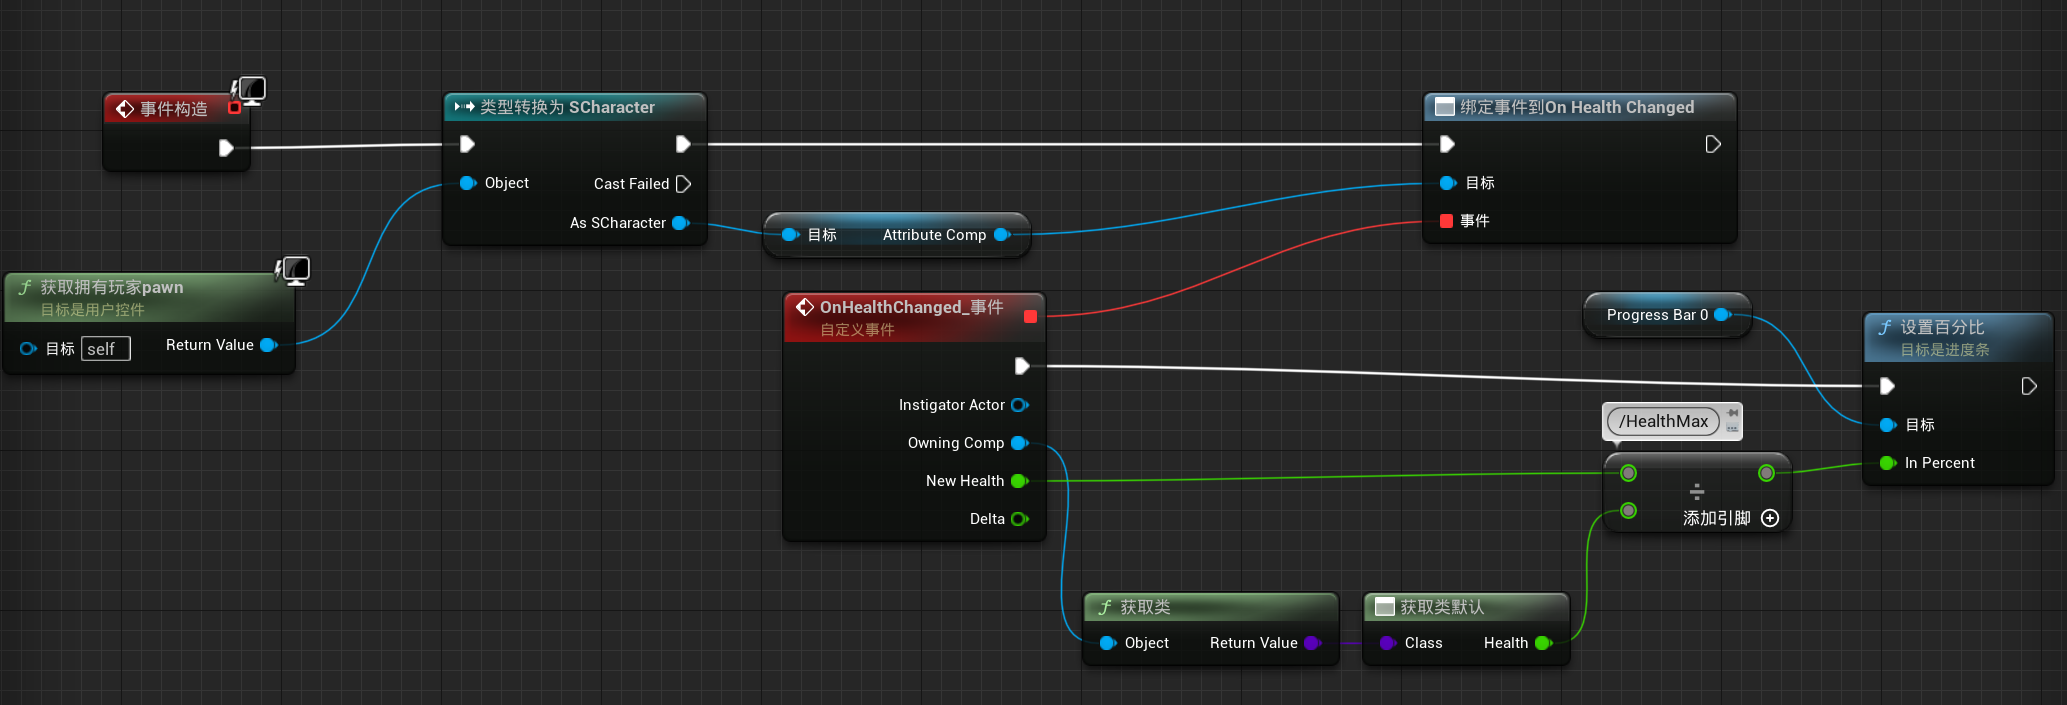 事件构造
类型转换为 SCharacter
Object
Cast Failed
As SCharacter
获取拥有玩家pawn
目标是用户控件
目标 self
Return Value
目标
Attribute Comp
绑定事件到On Health Changed
目标
事件
OnHealthChanged_事件
自定义事件
Instigator Actor
Owning Comp
New Health
Delta
Progress Bar 0
设置百分比
目标是进度条
目标
In Percent
/HealthMax
÷
添加引脚
获取类
Object
Return Value
获取类默认
Class
Health